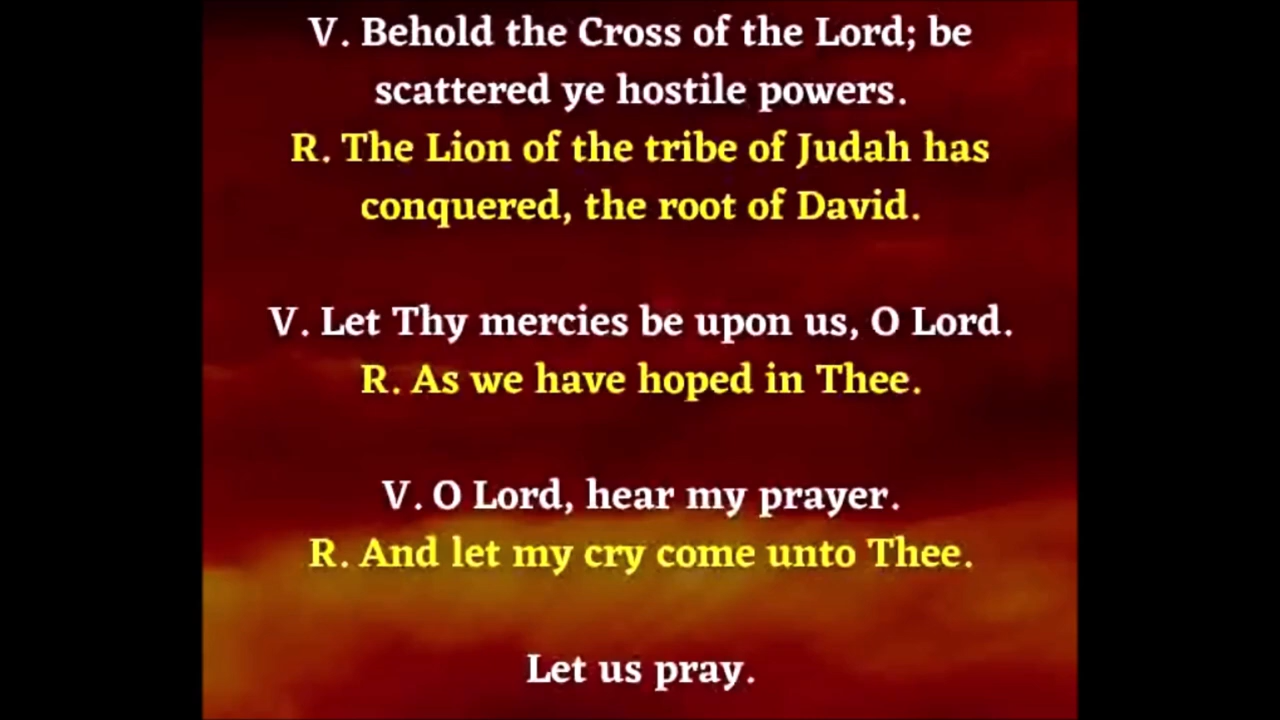 V. Behold the Cross of the Lord; be
scattered ye hostile powers.
R. The Lion of the tribe of Judah has
conquered, the root of David.
V. Let Thy mercies be upon us, O Lord.
R. As we have hoped in Thee.
V. O Lord, hear my prayer.
R. And let my cry come unto Thee.
Let us pray.